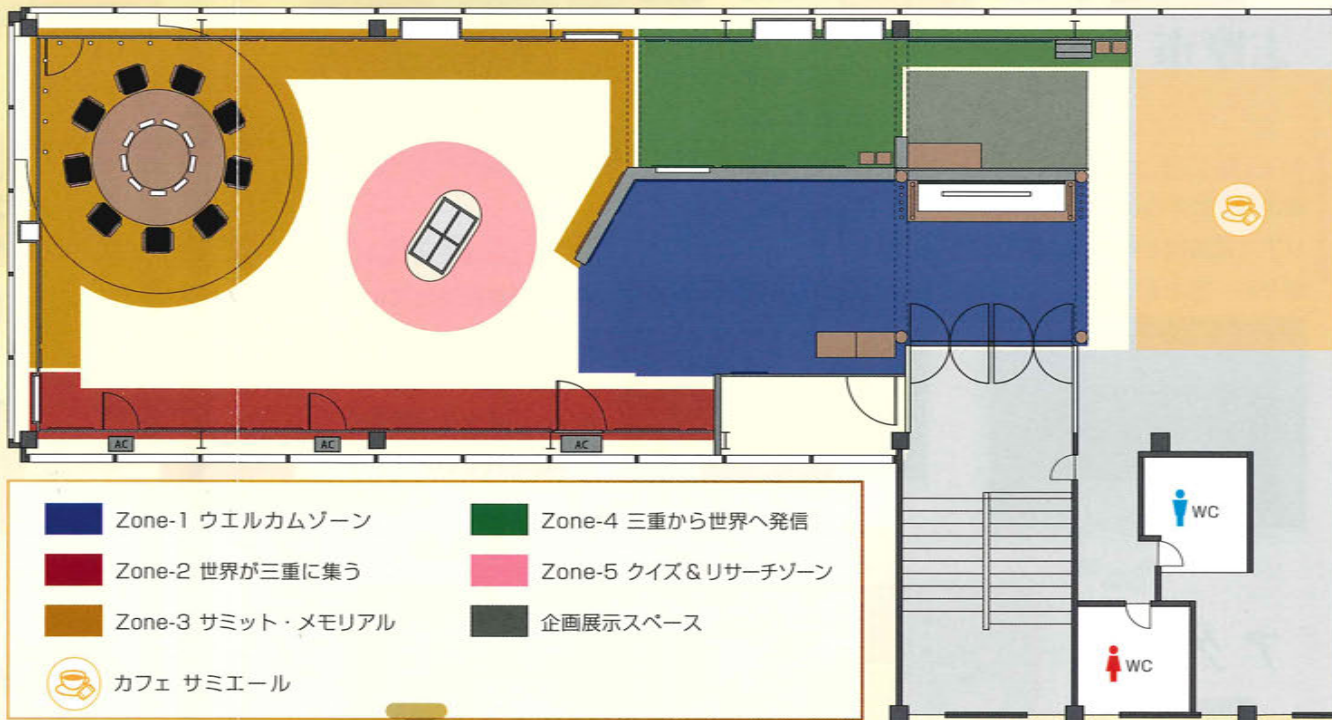 AC
AC
AC
WC
WC
Zone-1 ウエルカムゾーン
Zone-2 世界が三重に集う
Zone-3 サミット・メモリアル
カフェ サミエール
Zone-4 三重から世界へ発信
Zone-5 クイズ&リサーチゾーン
企画展示スペース